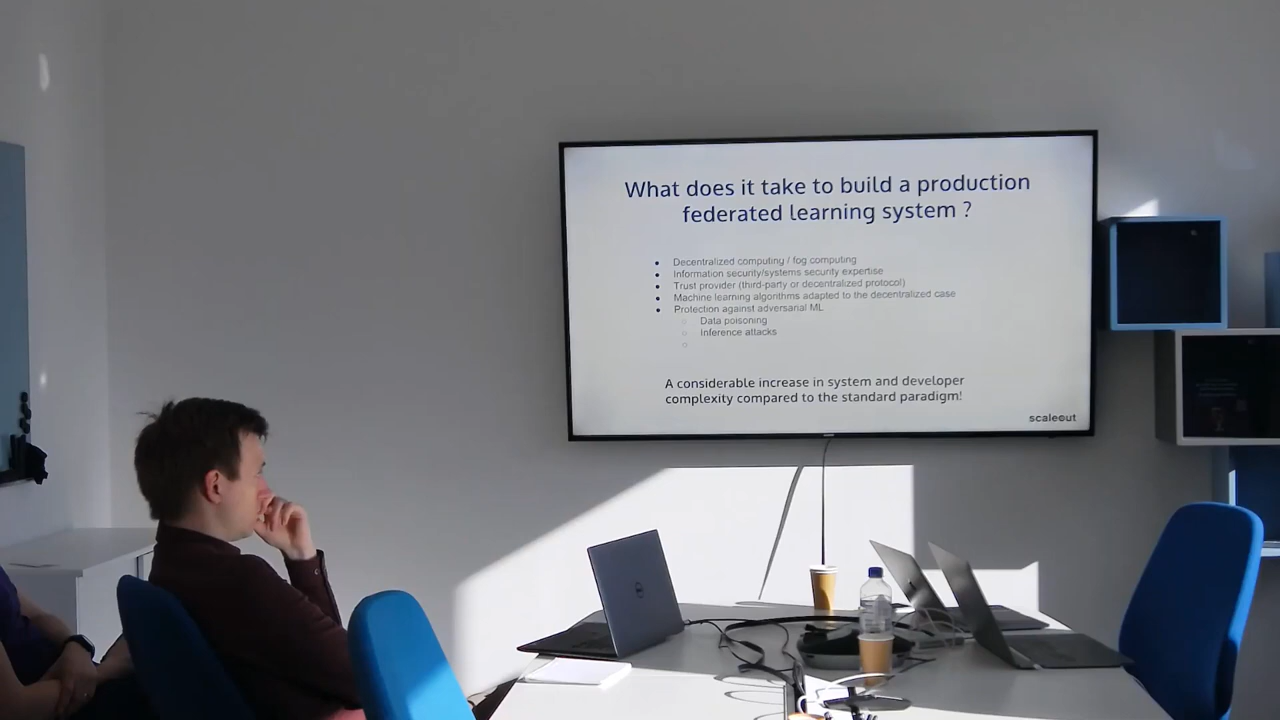 What does it take to build a production
federated learning system ?
Decentralized computing / fog computing
Information security/systems security expertise
Trust provider (third-party or decentralized protocol)
Machine learning algorithms adapted to the decentralized case
Protection against adversarial ML
Data poisoning
Inference attacks
A considerable increase in system and developer
complexity compared to the standard paradigm!
scaleout
DELL